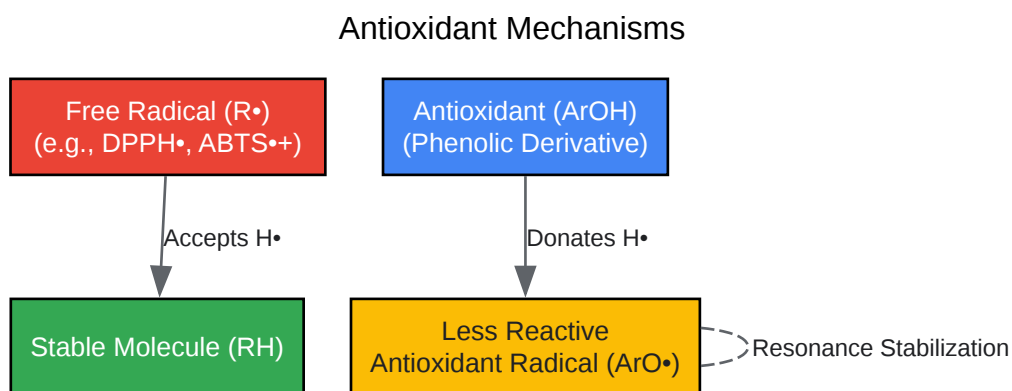 Antioxidant Mechanisms
Free Radical (R•)
(e.g., DPPH•, ABTS•+)
Antioxidant (ArOH)
(Phenolic Derivative)
Accepts H•
Donates H•
Stable Molecule (RH)
Less Reactive
Antioxidant Radical (ArO•)
Resonance Stabilization